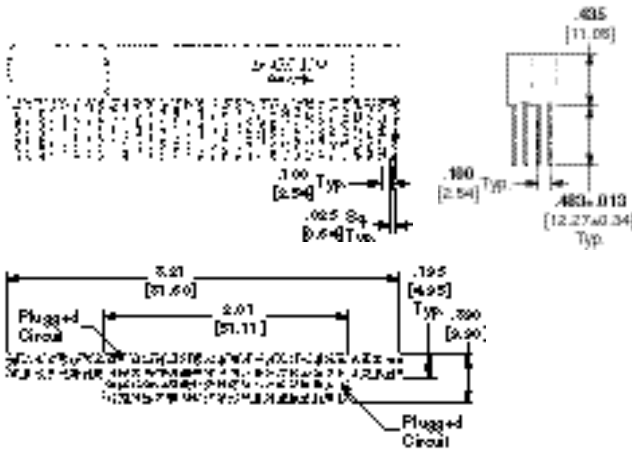 .435
[11.05]
.100
[2.54] Typ.
.025 Sq.
[0.64] Typ.
.100
[2.54] Typ.
.483±.013
[12.27±0.34]
Typ.
3.21
[81.60]
.195
[4.95]
Typ.
2.01
[51.11]
.390
[9.90]
Plugged
Circuit
Plugged
Circuit